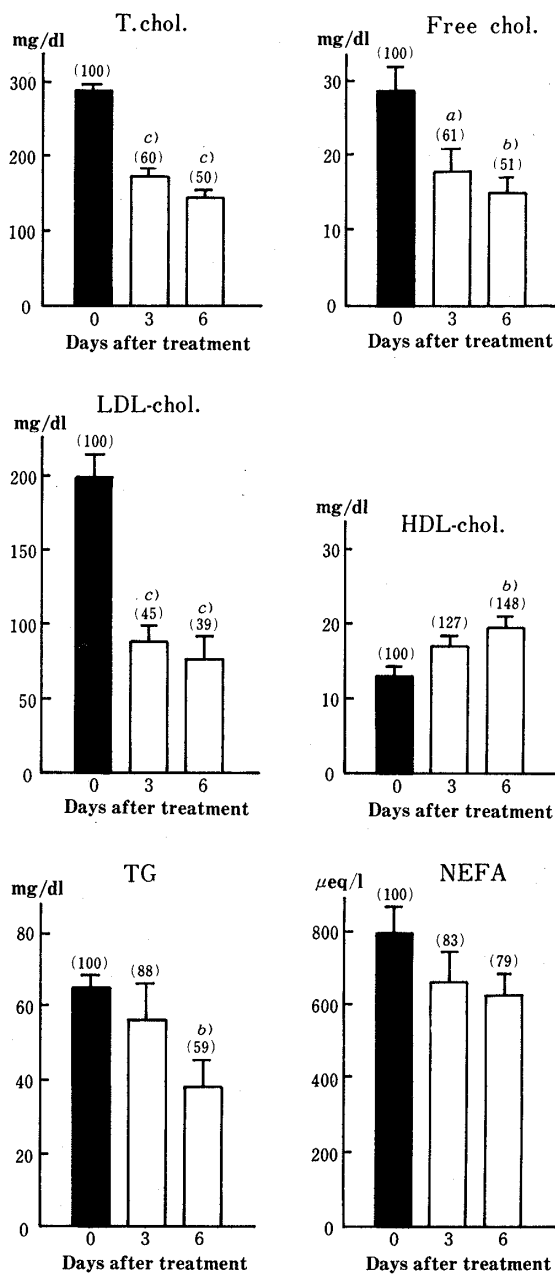 T.chol.
mg/dl
300
200
100
0
(100)
c)
(60)
c)
(50)
0 3 6
Days after treatment
Free chol.
mg/dl
30
20
10
0
(100)
a)
(61)
b)
(51)
0 3 6
Days after treatment
LDL-chol.
mg/dl
200
150
100
50
0
(100)
c)
(45)
c)
(39)
0 3 6
Days after treatment
HDL-chol.
mg/dl
30
20
10
0
(100)
(127)
b)
(148)
0 3 6
Days after treatment
TG
mg/dl
80
60
40
20
0
(100)
(88)
b)
(59)
0 3 6
Days after treatment
NEFA
μeq/l
800
600
400
200
0
(100)
(83)
(79)
0 3 6
Days after treatment